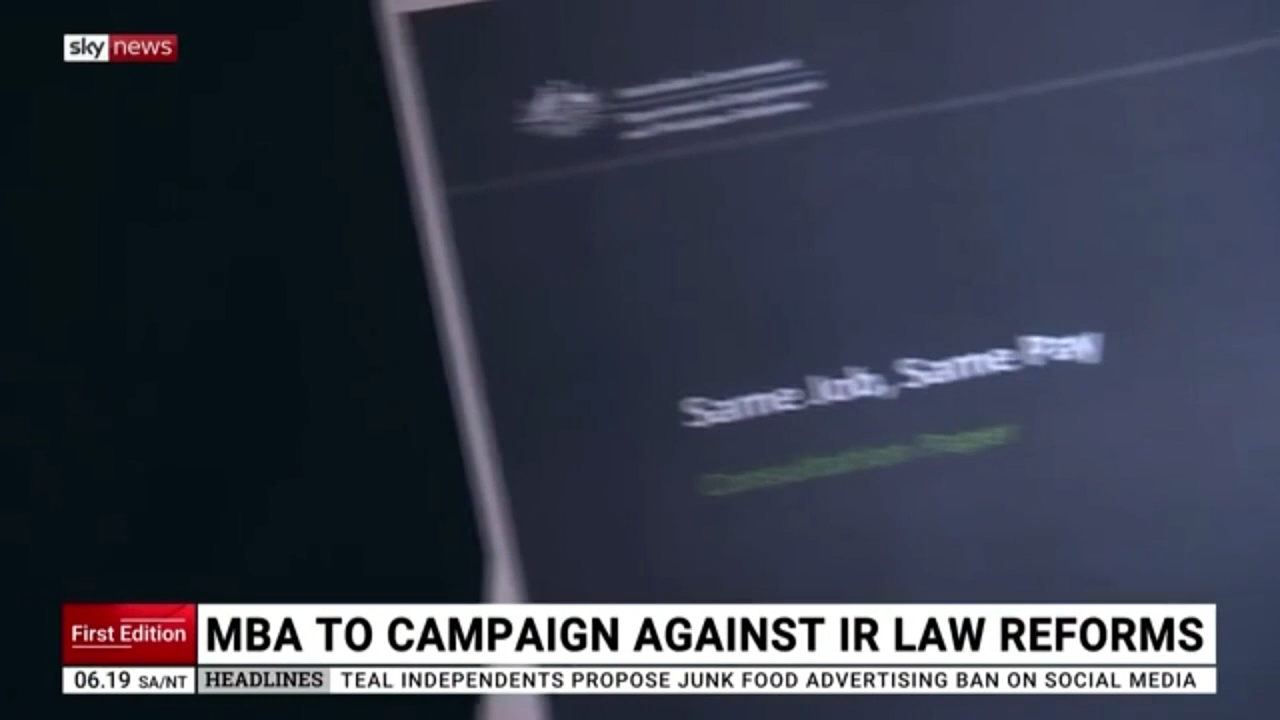 sky news
Same Job, Same Pay
First Edition
MBA TO CAMPAIGN AGAINST IR LAW REFORMS
06.19 SA/NT
HEADLINES
TEAL INDEPENDENTS PROPOSE JUNK FOOD ADVERTISING BAN ON SOCIAL MEDIA